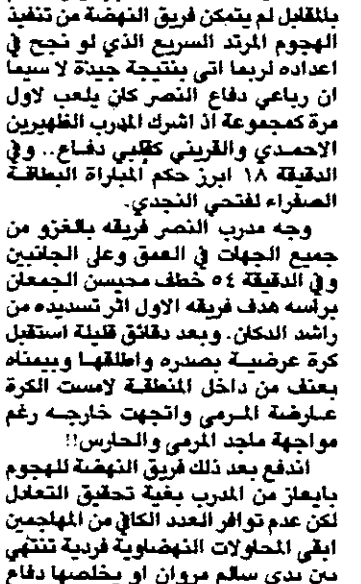 بالمقابل لم يتمكن فريق النهضة من تنفيذ
الهجوم المرتد السريع الذي لو نجح في
اعداده لربما اتى بنتيجة جيدة لا سيما
ان رباعي دفاع النصر كان يلعب لاول
مرة كمجموعة اذ اشرك المدرب الظهيرين
الاحمدي والقريني كقلبي دفاع.. وفي
الدقيقة ١٨ ابرز حكم المباراة البطاقة
الصفراء لفتحي النجدي.
وجه مدرب النصر فريقه بالغزو من
جميع الجهات في العمق وعلى الجانبين
وفي الدقيقة ٥٤ خطف محيسن الجمعان
براسه هدف فريقه الاول اثر تسديده من
راشد الدكان. وبعد دقائق قليلة استقبل
كرة عرضية بصدره واطلقها وبيمناه
بعنف من داخل المنطقة لامست الكرة
عارضة المرمى واتجهت خارجه رغم
مواجهة ماجد المرمى والحارس!!
اندفع بعد ذلك فريق النهضة للهجوم
بايعاز من المدرب بغية تحقيق التعادل
لكن عدم توافر العدد الكافي من المهاجمين
ابقى المحاولات النهضاوية فردية تنتهي
بين يدي سالم مروان او يخلصها دفاع